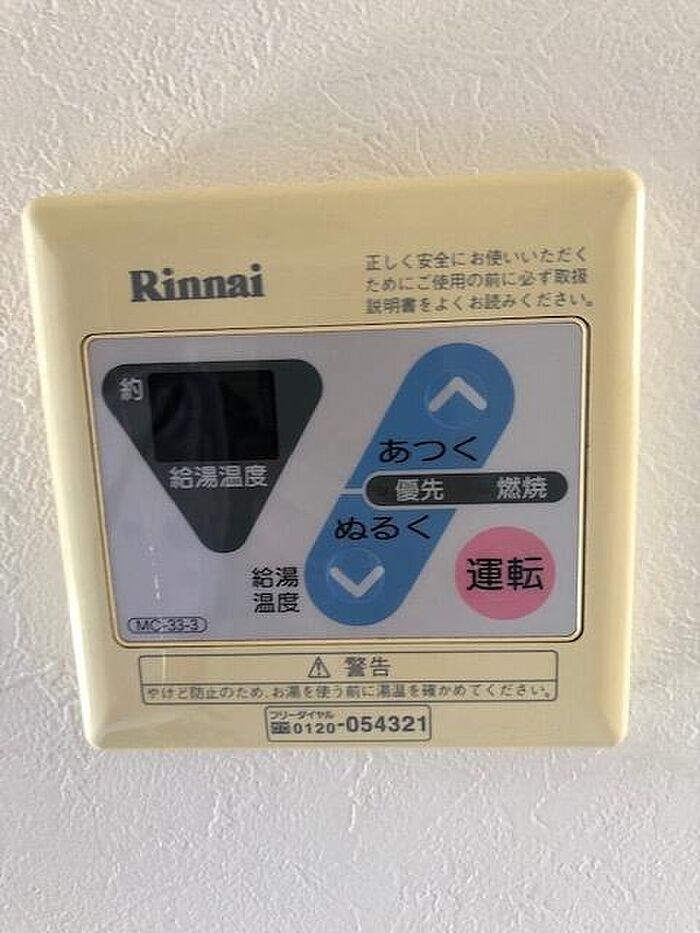 Rinnai
正しく安全にお使いいただく
ためにご使用の前に必ず取扱
説明書をよくお読みください。
約
給湯温度
あつく
優先 燃焼
ぬるく
給湯
温度
運転
MC-33-3
⚠ 警告
やけど防止のため、お湯を使う前に湯温を確かめてください。
フリーダイヤル
0120-054321